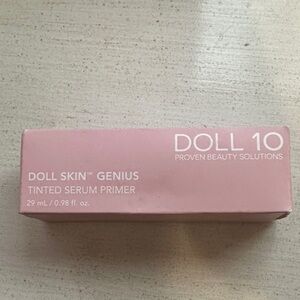 DOLL 10
PROVEN BEAUTY SOLUTIONS
DOLL SKIN™ GENIUS
TINTED SERUM PRIMER
29 mL / 0.98 fl. oz.